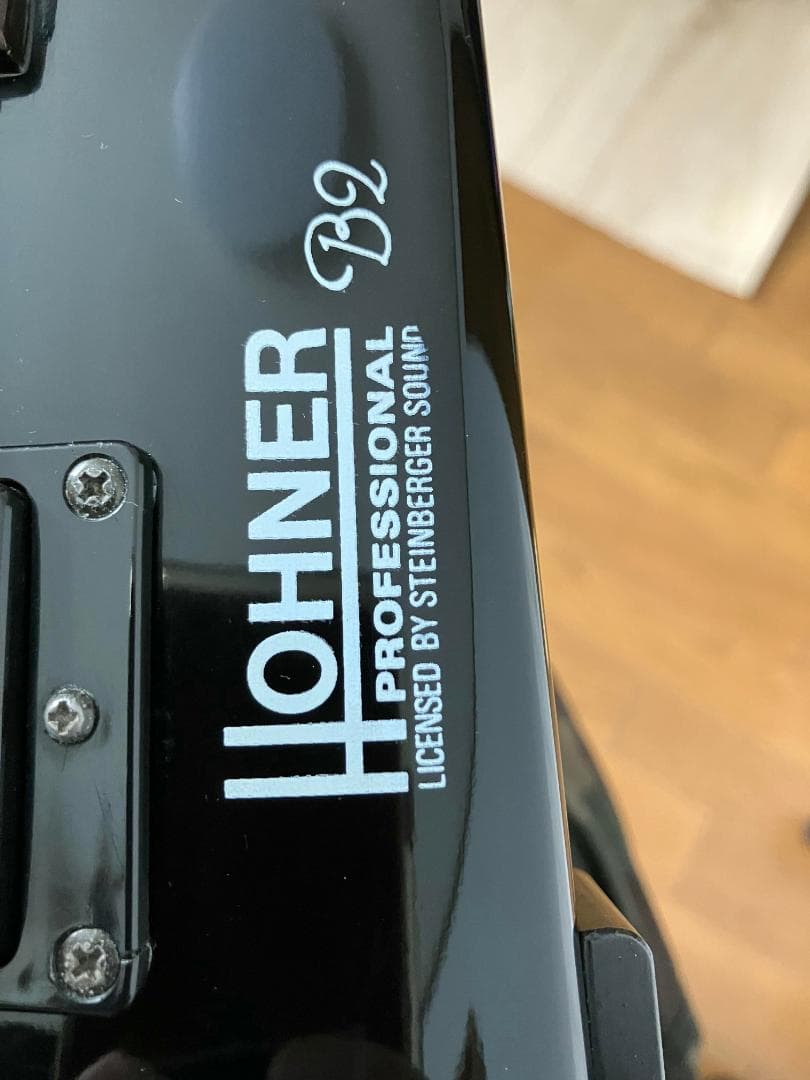 HOHNER B2
PROFESSIONAL
LICENSED BY STEINBERGER SOUND